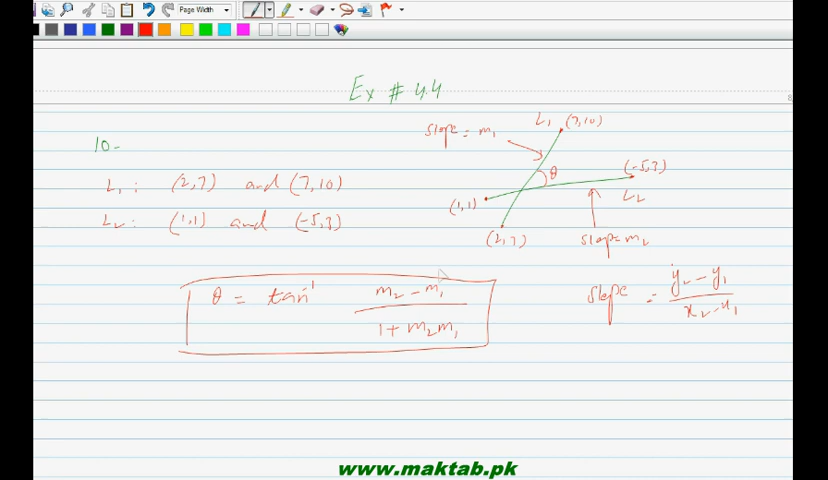 Page Width
Ex # 4.4
10-
L₁ : (2,7) and (7,10)
L₂ : (1,1) and (-5,3)
slope = m₁
L₁ (7,10)
θ
(-5,3)
L₂
(1,1)
(2,7)
slope m₂
θ = tan⁻¹ (m₂ - m₁) / (1 + m₂m₁)
slope = (y₂ - y₁) / (x₂ - x₁)
8
www.maktab.pk